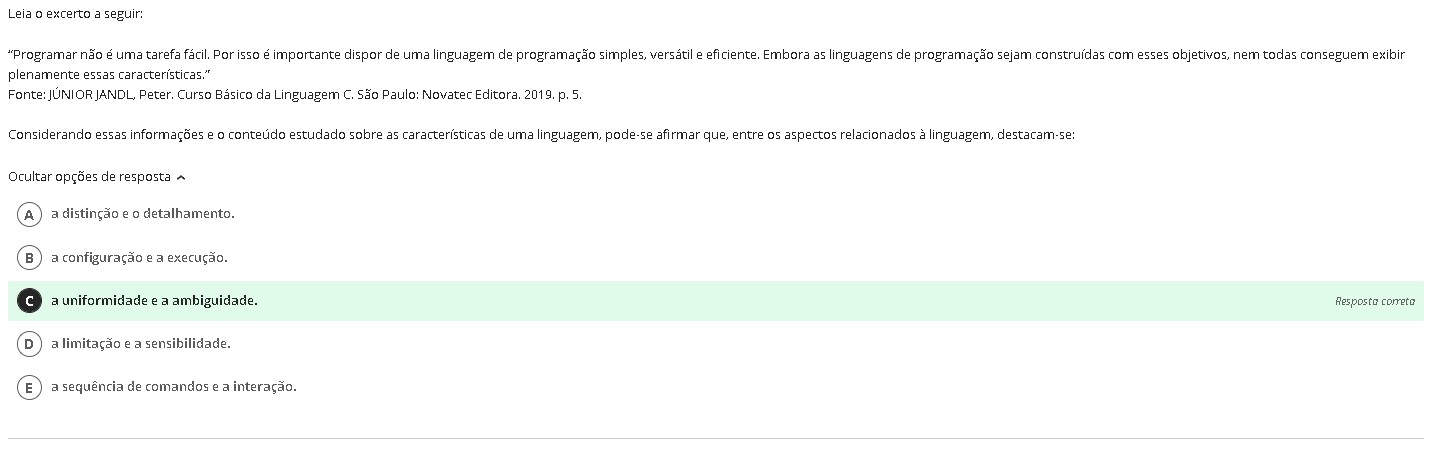 Leia o excerto a seguir:
“Programar não é uma tarefa fácil. Por isso é importante dispor de uma linguagem de programação simples, versátil e eficiente. Embora as linguagens de programação sejam construídas com esses objetivos, nem todas conseguem exibir
plenamente essas características.”
Fonte: JÚNIOR JANDL, Peter. Curso Básico da Linguagem C. São Paulo: Novatec Editora. 2019. p. 5.
Considerando essas informações e o conteúdo estudado sobre as características de uma linguagem, pode-se afirmar que, entre os aspectos relacionados à linguagem, destacam-se:
Ocultar opções de resposta
A a distinção e o detalhamento.
B a configuração e a execução.
C a uniformidade e a ambiguidade. Resposta correta
D a limitação e a sensibilidade.
E a sequência de comandos e a interação.